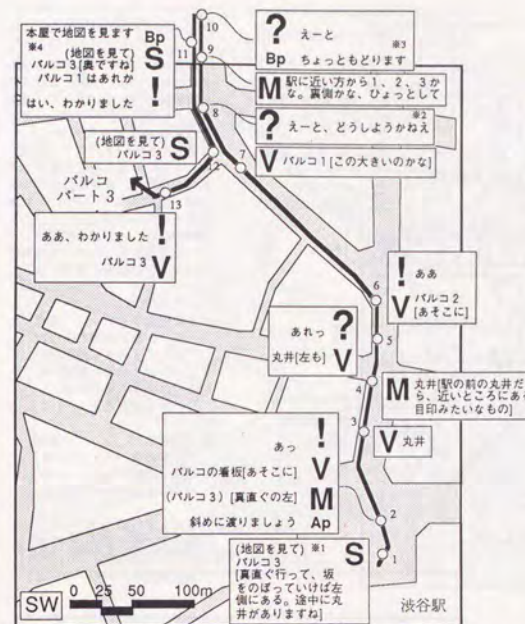 本屋で地図を見ます Bp
※4 (地図を見て) S
パルコ3 [奥ですね]
パルコ1はあれか !
はい、わかりました
11
10
9
? えーと ※3
Bp ちょっともどります
M 駅に近い方から1、2、3か
な。裏側かな、ひょっとして
8
? ※2
えーと、どうしようかねえ
V パルコ1 [この大きいのかな]
7
(地図を見て) S
パルコ3
12
パルコ
パート3
13
ああ、わかりました !
パルコ3 V
6
! ああ
V パルコ2
[あそこに]
5
あれっ ?
丸井[左も] V
4
M 丸井[駅の前の丸井だ
ら、近いところにある
目印みたいなもの]
3
V 丸井
あっ !
パルコの看板[あそこに] V
(パルコ3) [真直ぐの左] M
斜めに渡りましょう Ap
2
1
(地図を見て) ※1 S
パルコ3
[真直ぐ行って、坂
をのぼっていけば左
側にある。途中に丸
井がありますね]
渋谷駅
SW
0 25 50 100m